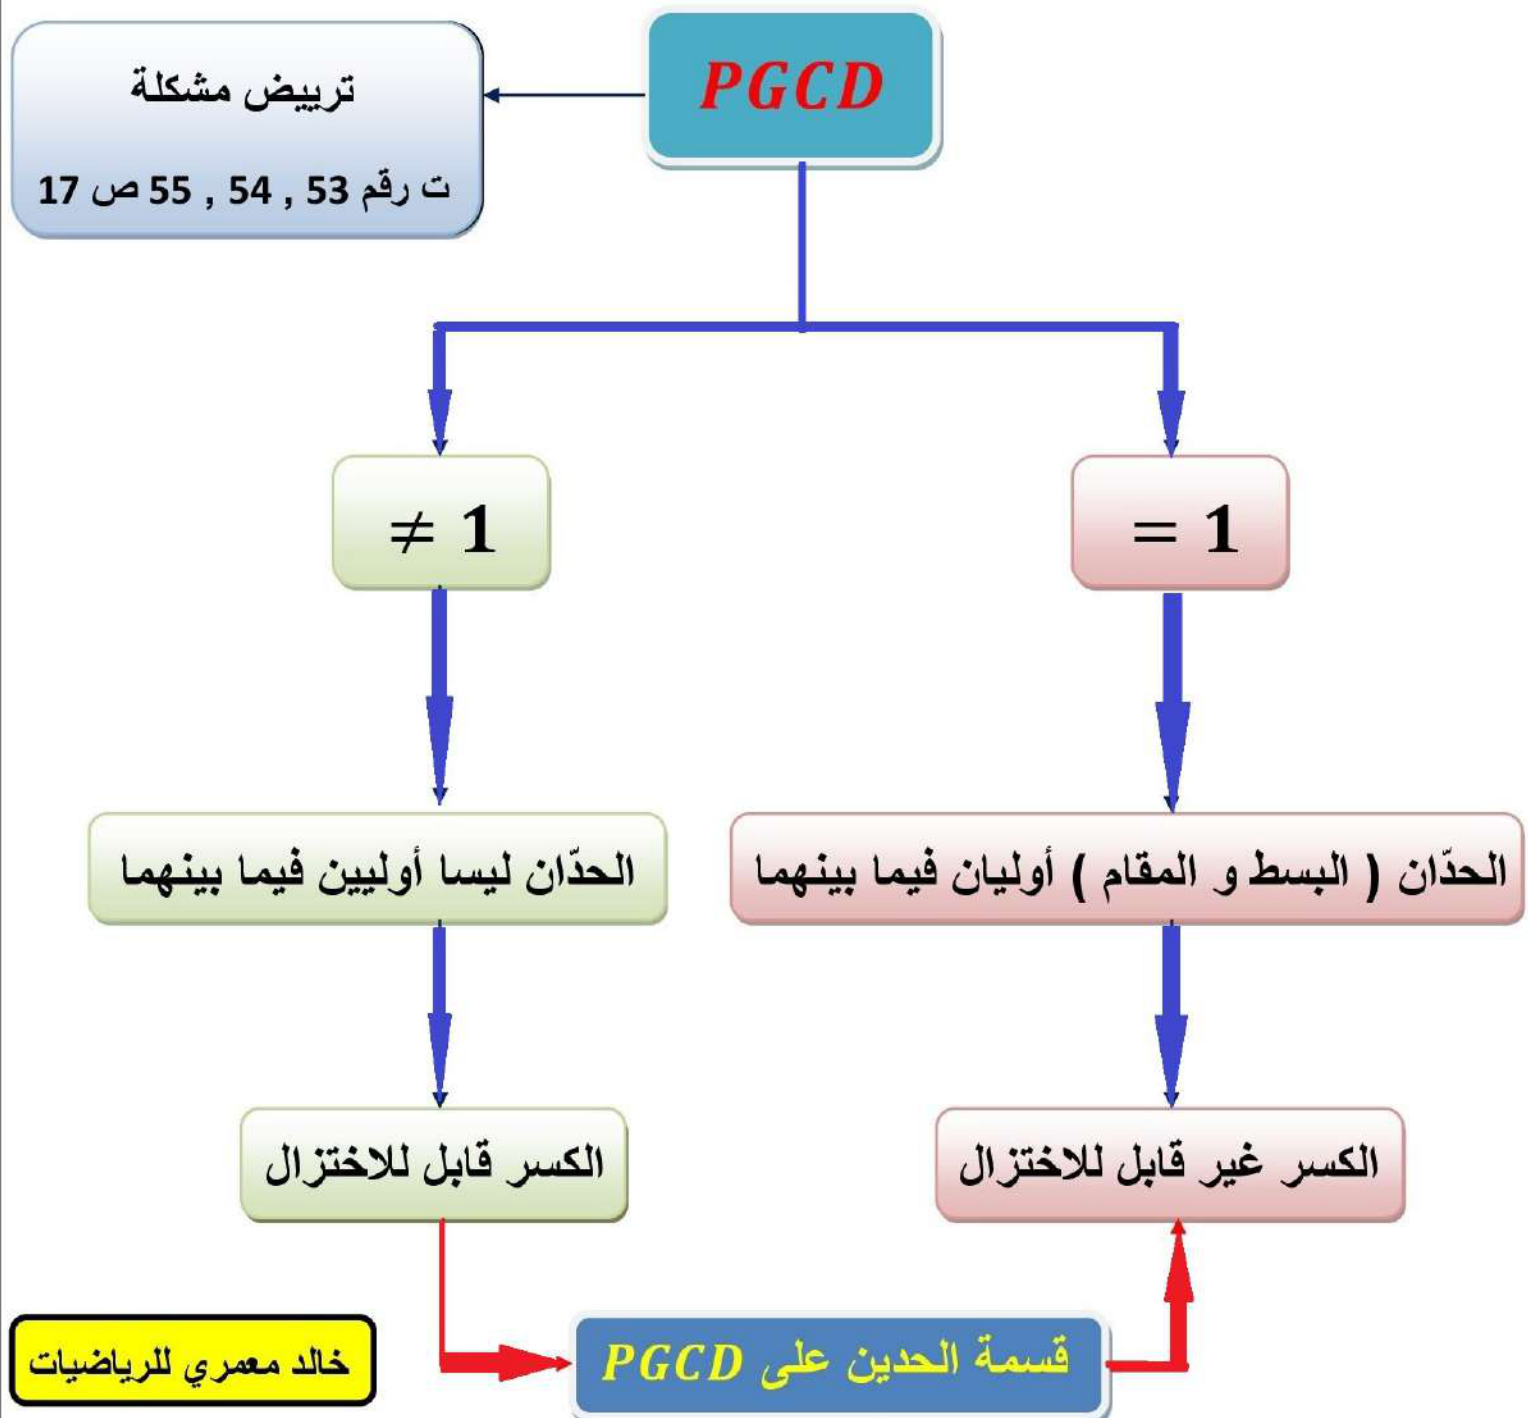 PGCD
ترييض مشكلة
ت رقم 53 , 54 , 55 ص 17
= 1
≠ 1
الحدّان ( البسط و المقام ) أوليان فيما بينهما
الحدّان ليسا أوليين فيما بينهما
الكسر غير قابل للاختزال
الكسر قابل للاختزال
قسمة الحدين على PGCD
خالد معمري للرياضيات